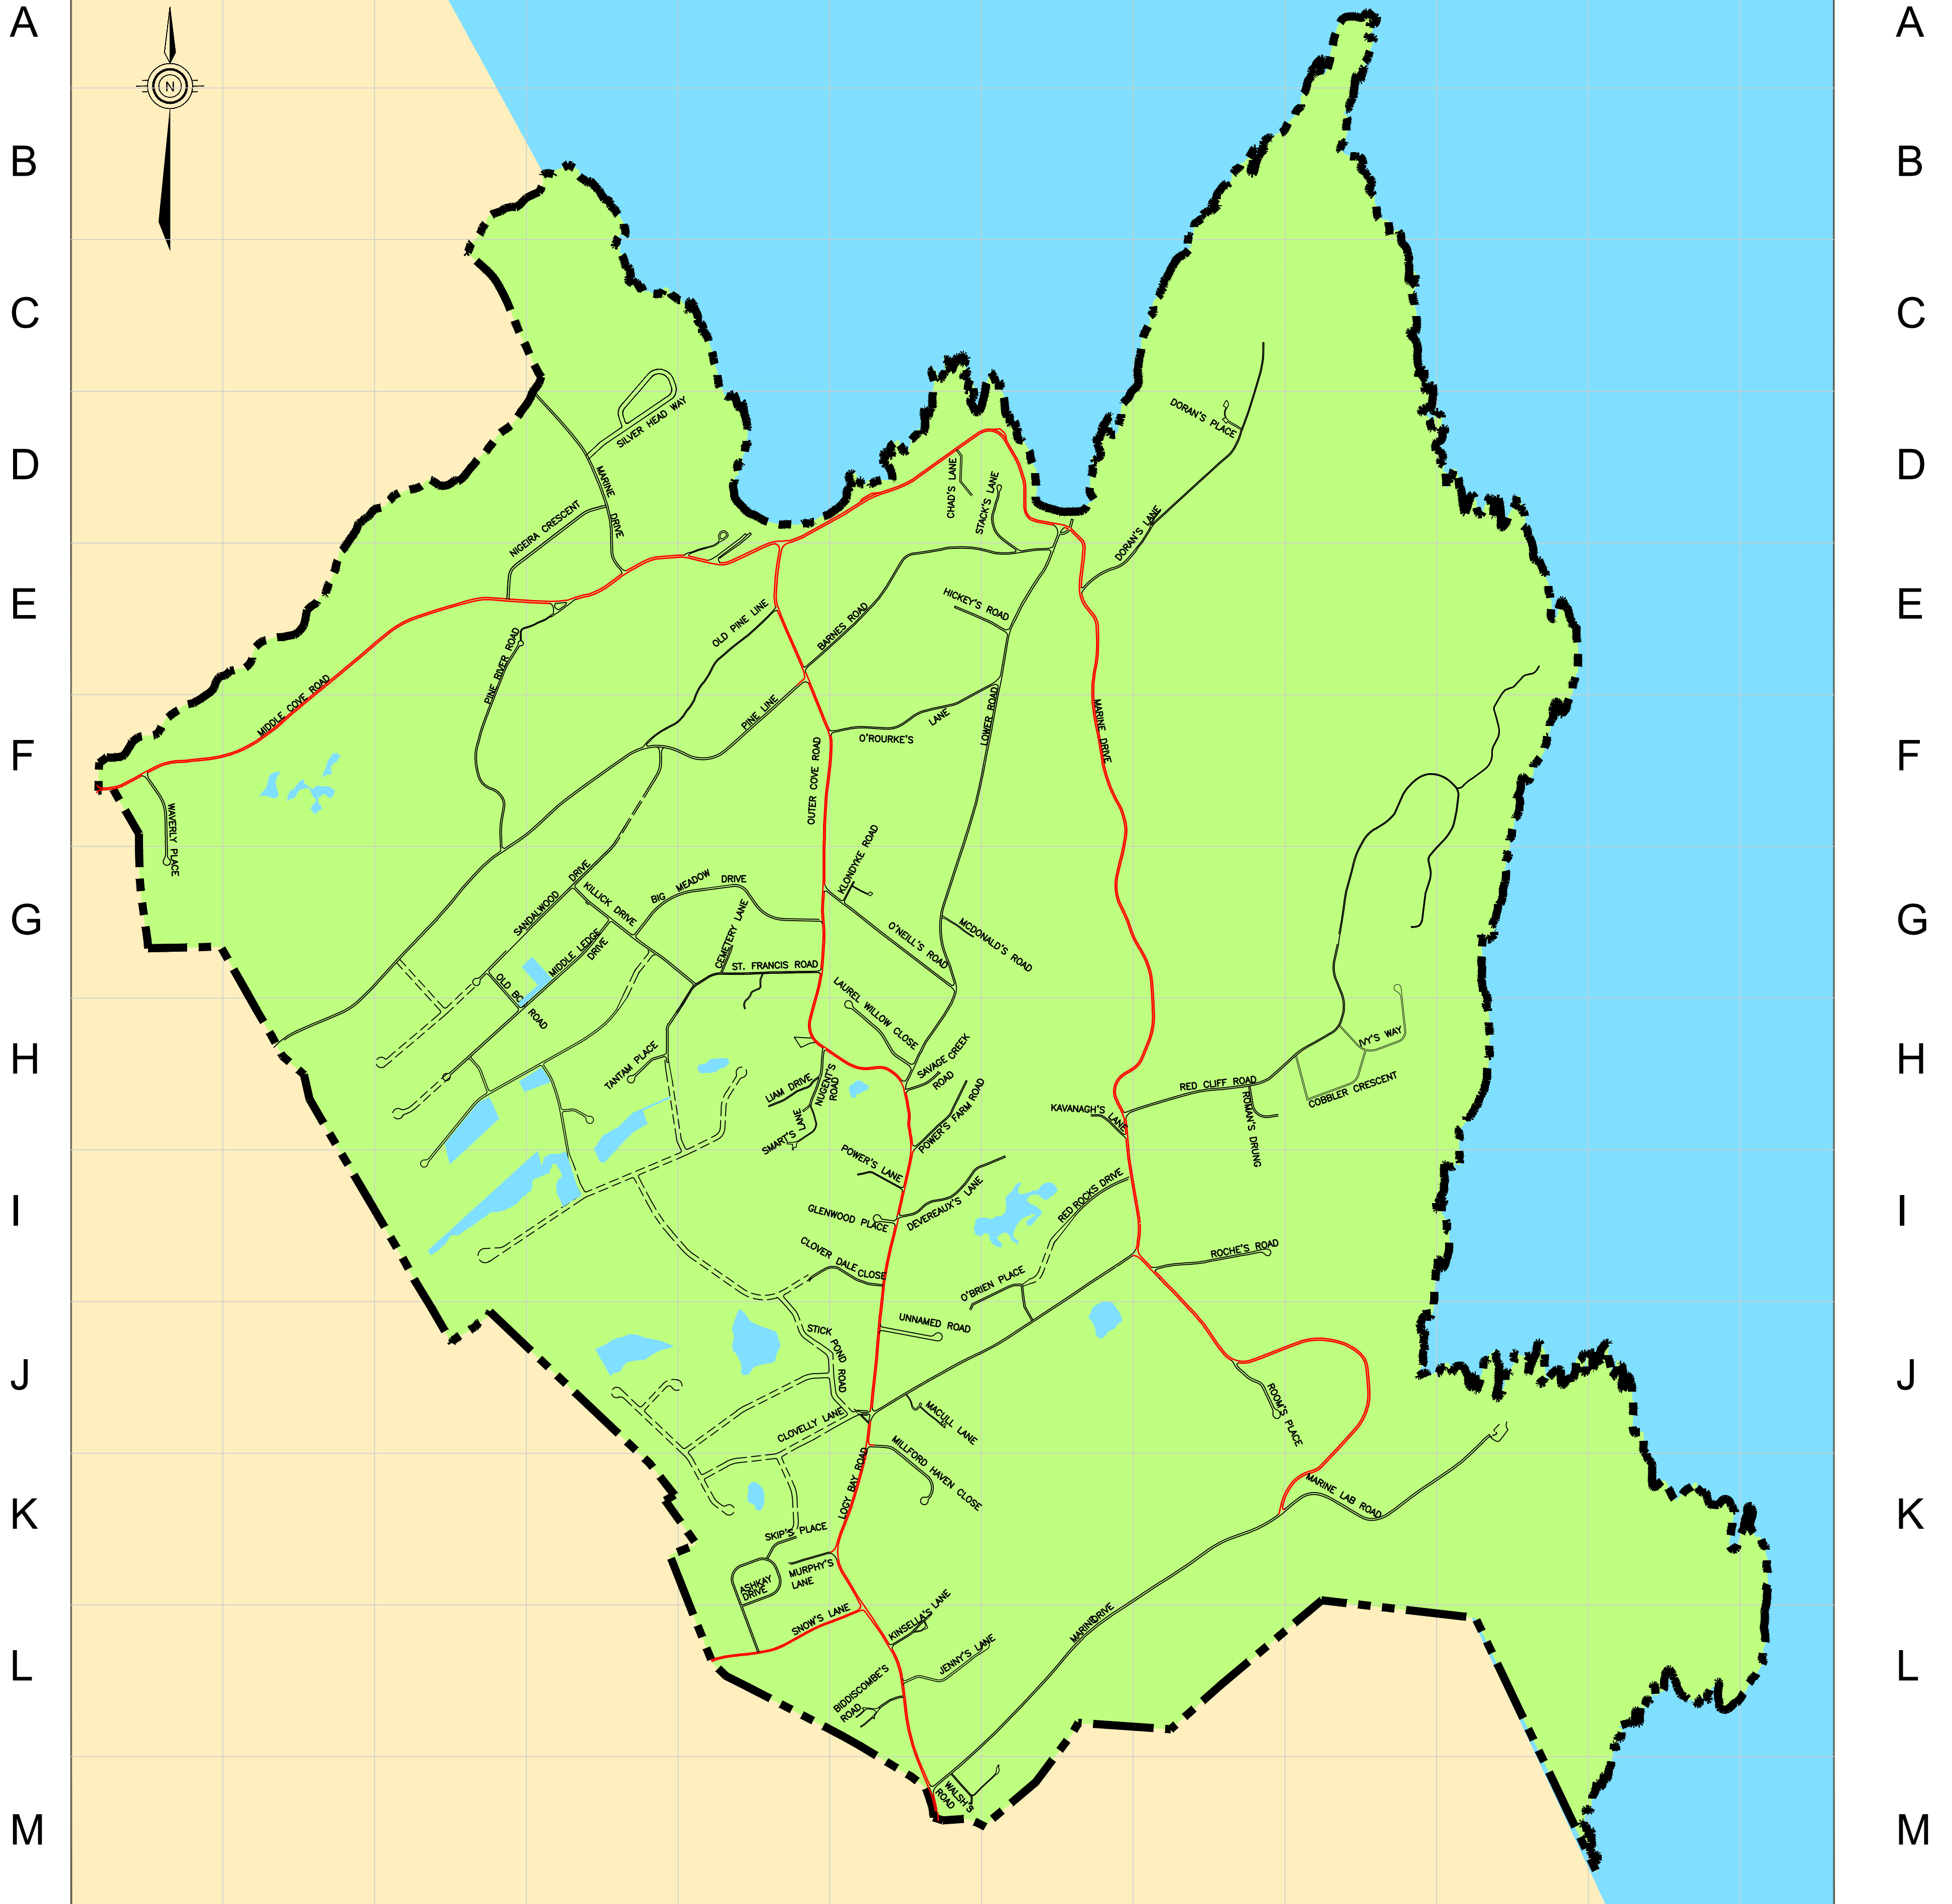 A
A
N
B
B
C
C
SILVER HEAD WAY
DORAN'S PLACE
D
D
MARINE
DRIVE
CHAD'S LANE
STACK'S LANE
NIGEIRA CRESCENT
DORAN'S LANE
E
E
HICKEY'S ROAD
OLD PINE LINE
BARNES ROAD
PINE RIVER ROAD
MIDDLE COVE ROAD
PINE LINE
LANE
O'ROURKE'S
LOWER ROAD
MARINE DRIVE
F
F
OUTER COVE ROAD
WAVERLY PLACE
KLONDYKE ROAD
SANDALWOOD
DRIVE
KILLICK DRIVE
BIG
MEADOW
DRIVE
G
G
CEMETERY LANE
O'NEILL'S ROAD
MCDONALD'S ROAD
MIDDLE LEDGE
DRIVE
ST. FRANCIS ROAD
OLD BC
ROAD
LAUREL WILLOW CLOSE
H
H
IVY'S WAY
TANTAM PLACE
SAVAGE CREEK
ROAD
LIAM DRIVE
NUGENT'S
ROAD
RED CLIFF ROAD
COBBLER CRESCENT
ROMAN'S DRUNG
KAVANAGH'S LANE
SMART'S LANE
POWER'S FARM ROAD
POWER'S LANE
I
I
RED ROCKS DRIVE
GLENWOOD PLACE
DEVEREAUX'S LANE
CLOVER DALE CLOSE
ROCHE'S ROAD
O'BRIEN PLACE
UNNAMED ROAD
STICK
POND
ROAD
J
J
CLOVELLY LANE
MACULL LANE
ROOM'S PLACE
MILLFORD HAVEN CLOSE
LOGY BAY ROAD
MARINE LAB ROAD
K
K
SKIP'S PLACE
MURPHY'S
LANE
ASHKAY
DRIVE
SNOW'S LANE
KINSELLA'S LANE
MARINE
DRIVE
JENNY'S LANE
L
L
BIDDISCOMBE'S
ROAD
WALSH'S
ROAD
M
M